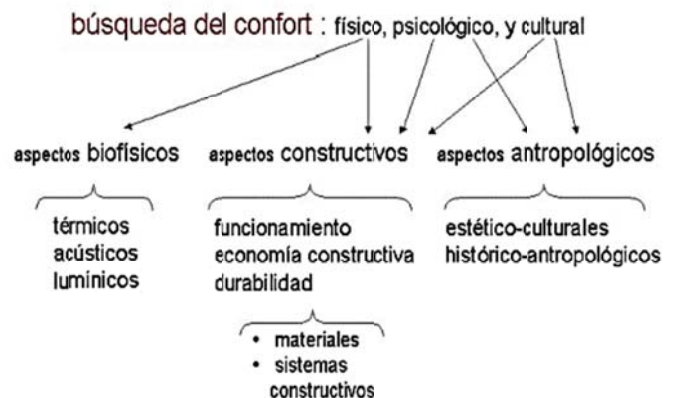 búsqueda del confort : físico, psicológico, y cultural
aspectos biofísicos
aspectos constructivos
aspectos antropológicos
térmicos
acústicos
lumínicos
funcionamiento
economía constructiva
durabilidad
• materiales
• sistemas
constructivos
estético-culturales
histórico-antropológicos